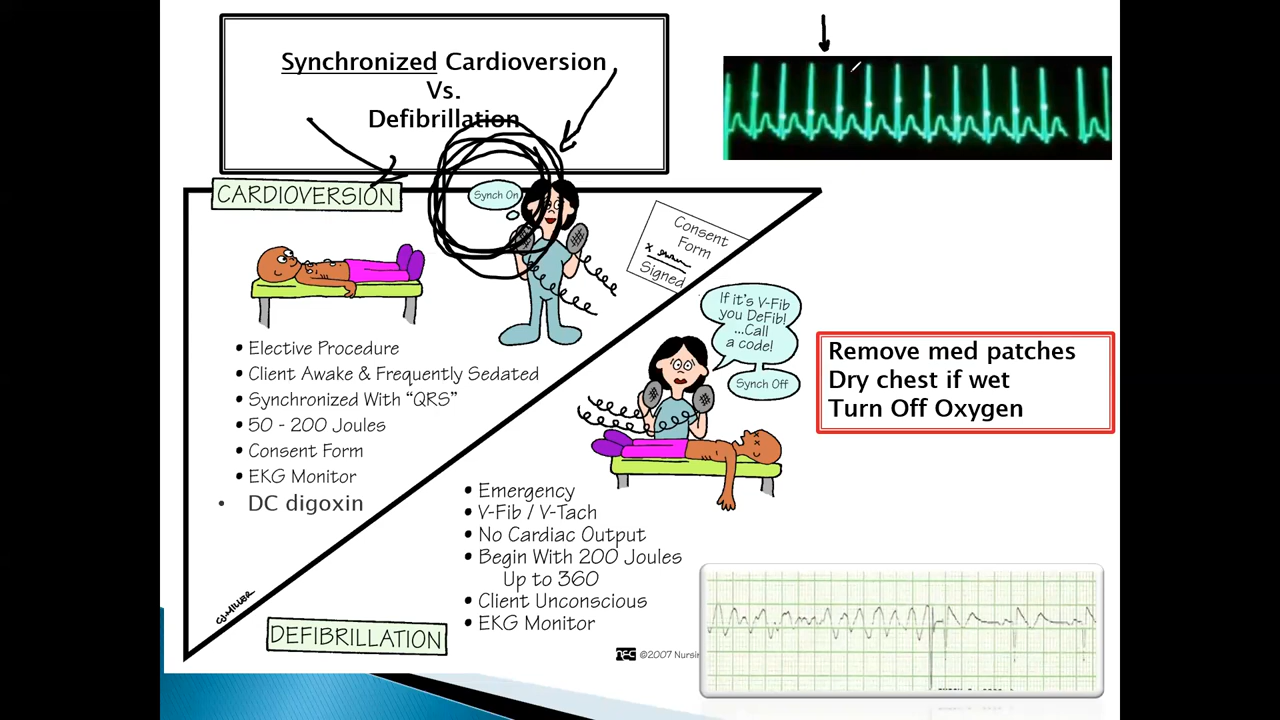 Synchronized Cardioversion
Vs.
Defibrillation
CARDIOVERSION
Synch On
Consent
Form
x
Signed
• Elective Procedure
• Client Awake & Frequently Sedated
• Synchronized With "QRS"
• 50 - 200 Joules
• Consent Form
• EKG Monitor
• DC digoxin
If it's V-Fib
you DeFib!
...Call
a code!
Synch Off
Remove med patches
Dry chest if wet
Turn Off Oxygen
• Emergency
• V-Fib / V-Tach
• No Cardiac Output
• Begin With 200 Joules
Up to 360
• Client Unconscious
• EKG Monitor
CJMILLER
DEFIBRILLATION
NEC ©2007 Nursin